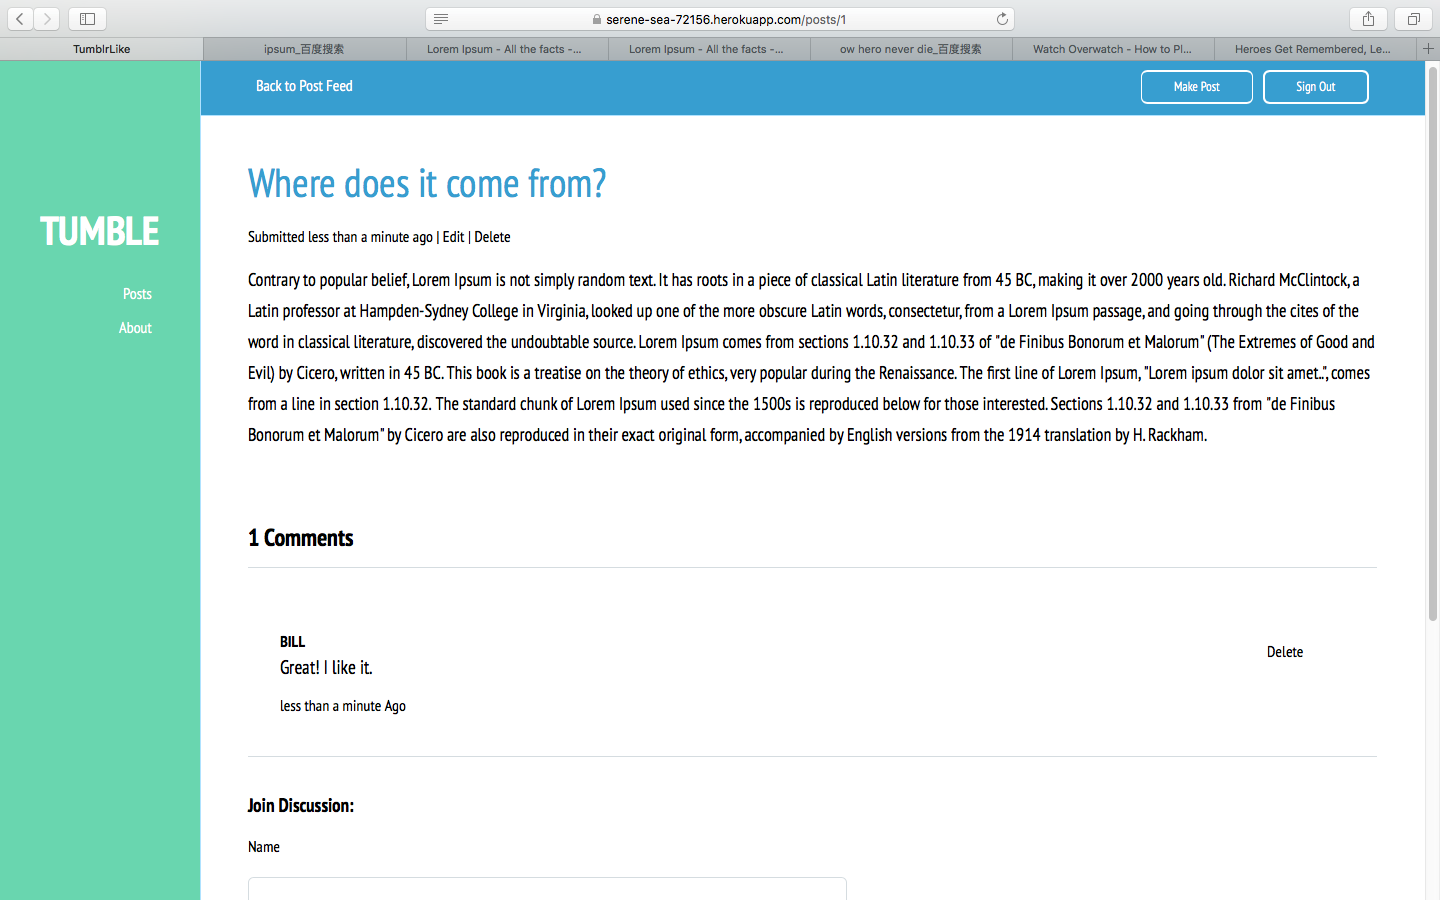 serene-sea-72156.herokuapp.com/posts/1
TumblrLike
ipsum_百度搜索
Lorem Ipsum - All the facts -...
Lorem Ipsum - All the facts -...
ow hero never die_百度搜索
Watch Overwatch - How to Pl...
Heroes Get Remembered, Le...
Back to Post Feed
Make Post
Sign Out
TUMBLE
Posts
About
Where does it come from?
Submitted less than a minute ago | Edit | Delete
Contrary to popular belief, Lorem Ipsum is not simply random text. It has roots in a piece of classical Latin literature from 45 BC, making it over 2000 years old. Richard McClintock, a
Latin professor at Hampden-Sydney College in Virginia, looked up one of the more obscure Latin words, consectetur, from a Lorem Ipsum passage, and going through the cites of the
word in classical literature, discovered the undoubtable source. Lorem Ipsum comes from sections 1.10.32 and 1.10.33 of "de Finibus Bonorum et Malorum" (The Extremes of Good and
Evil) by Cicero, written in 45 BC. This book is a treatise on the theory of ethics, very popular during the Renaissance. The first line of Lorem Ipsum, "Lorem ipsum dolor sit amet..", comes
from a line in section 1.10.32. The standard chunk of Lorem Ipsum used since the 1500s is reproduced below for those interested. Sections 1.10.32 and 1.10.33 from "de Finibus
Bonorum et Malorum" by Cicero are also reproduced in their exact original form, accompanied by English versions from the 1914 translation by H. Rackham.
1 Comments
BILL
Great! I like it.
less than a minute Ago
Delete
Join Discussion:
Name